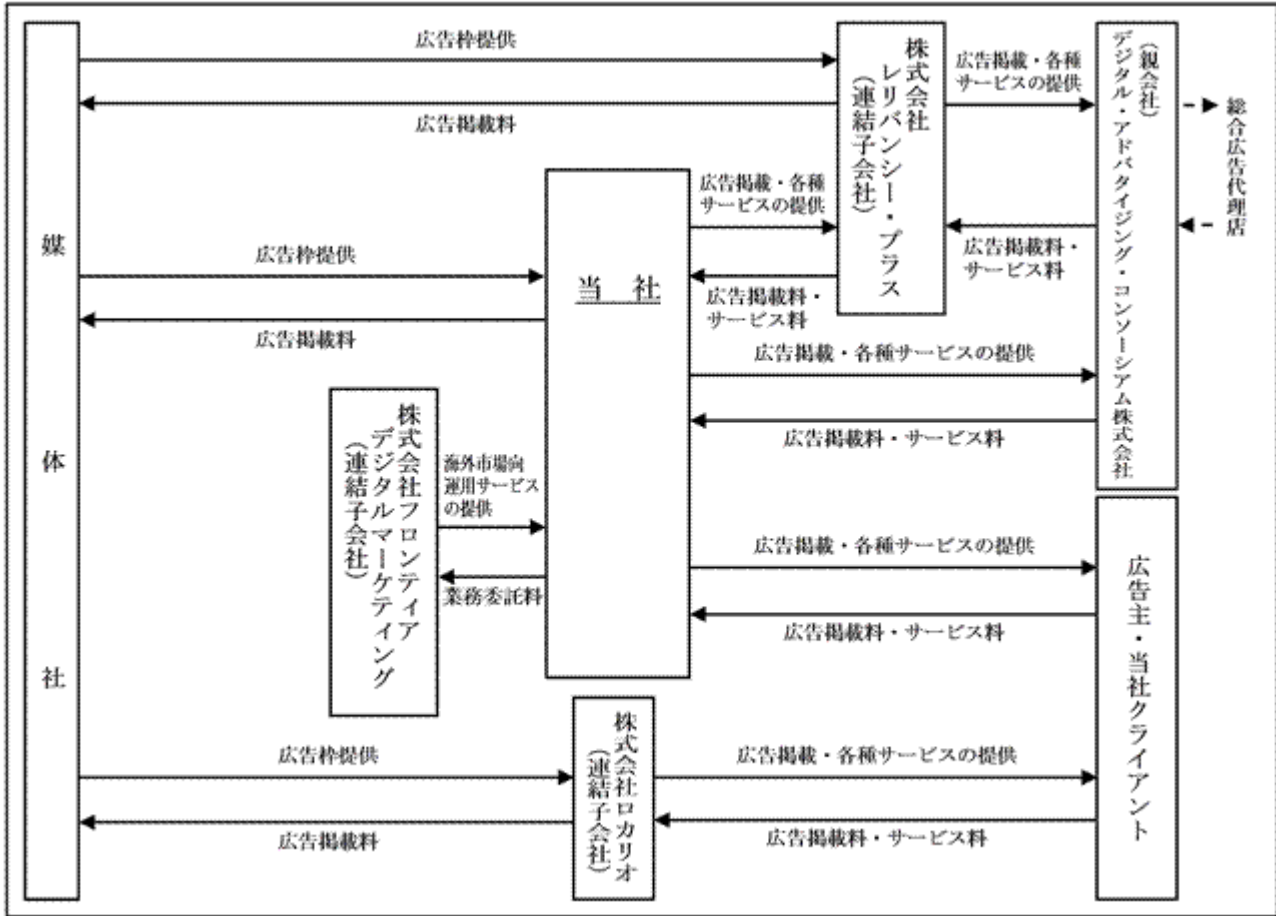 広告枠提供
広告掲載料
株式会社
レリバンシー・プラス
（連結子会社）
広告掲載・各種
サービスの提供
（親会社）
デジタル・アドバタイジング・コンソーシアム株式会社
総合広告代理店
広告掲載・各種
サービスの提供
広告掲載料・
サービス料
媒体社
広告枠提供
広告掲載料
当　社
広告掲載料・
サービス料
広告掲載・各種サービスの提供
広告掲載料・サービス料
株式会社フロンティア
デジタルマーケティング
（連結子会社）
海外市場向
運用サービス
の提供
業務委託料
広告掲載・各種サービスの提供
広告掲載料・サービス料
広告主・当社クライアント
広告枠提供
広告掲載料
株式会社ロカリオ
（連結子会社）
広告掲載・各種サービスの提供
広告掲載料・サービス料